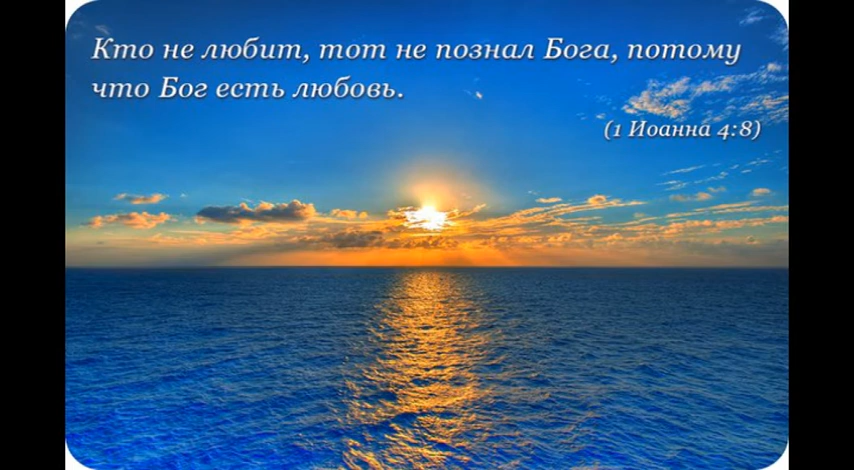 Кто не любит, тот не познал Бога, потому
что Бог есть любовь.
(1 Иоанна 4:8)